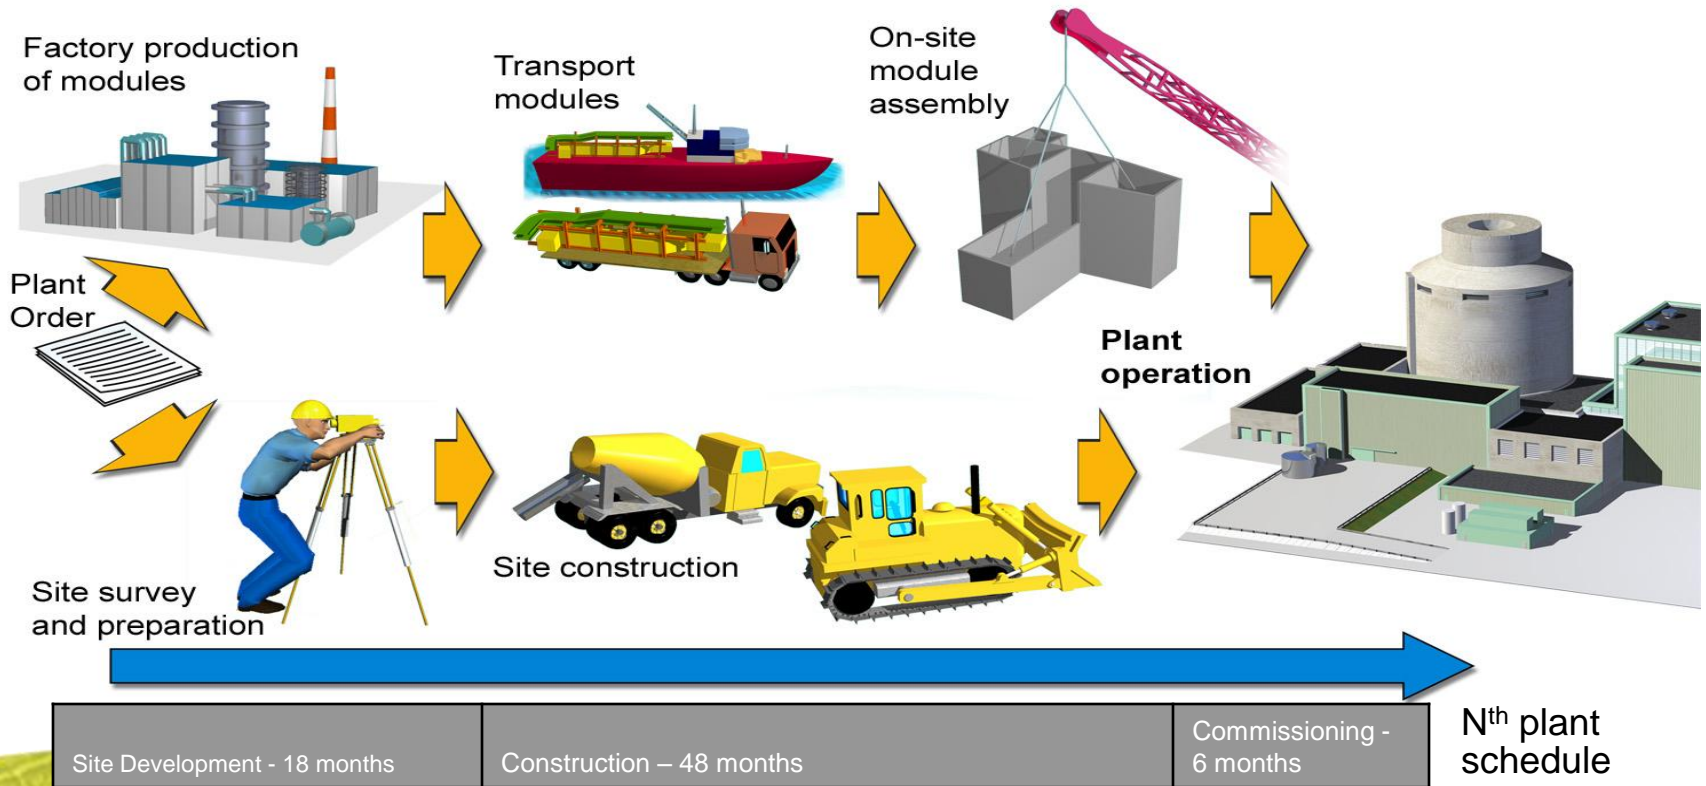 Factory production
of modules
Transport
modules
On-site
module
assembly
Plant
Order
Plant
operation
Site survey
and preparation
Site construction
Site Development - 18 months
Construction – 48 months
Commissioning -
6 months
Nth plant
schedule